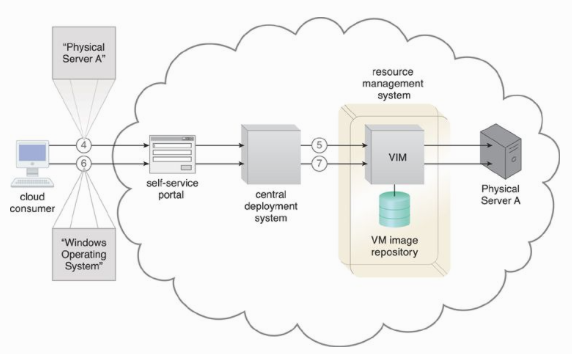 “Physical
Server A”
resource
management
system
4
6
5
7
VIM
cloud
consumer
self-service
portal
central
deployment
system
Physical
Server A
VM image
repository
“Windows
Operating
System”